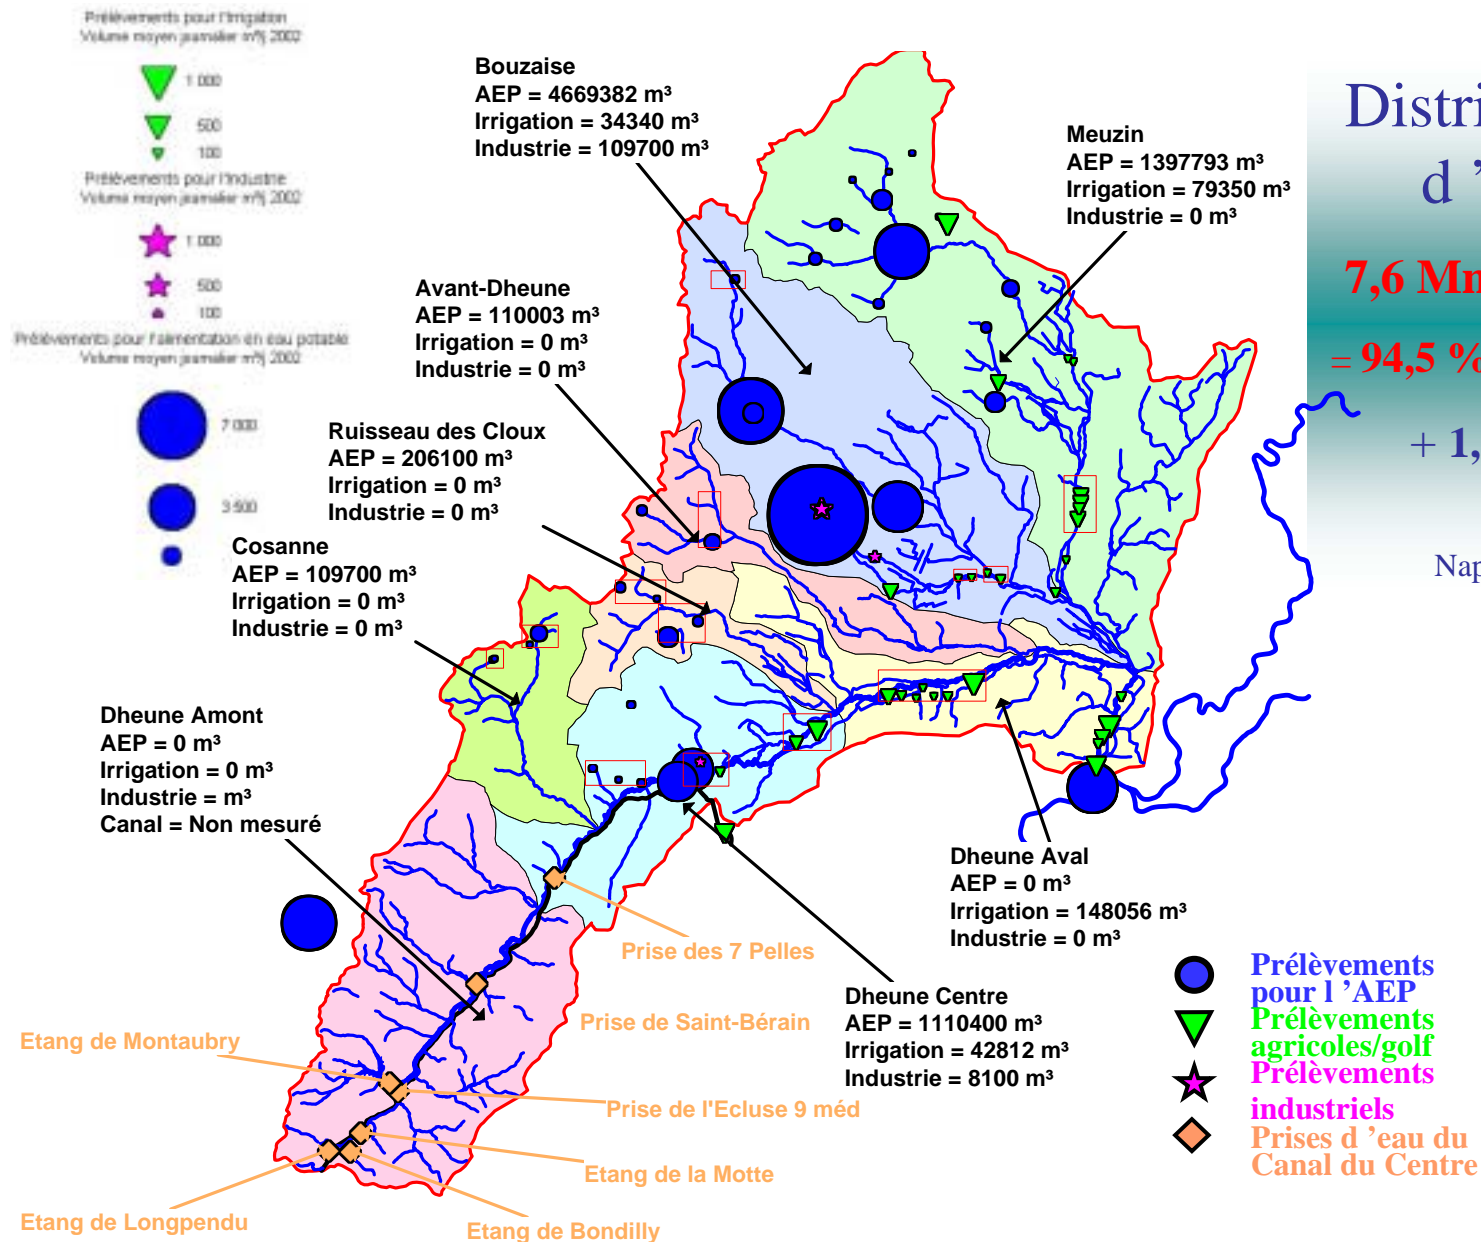 Prélèvements pour l'Irrigation
Volume moyen journalier m³/j 2002
1 000
500
100
Prélèvements pour l'Industrie
Volume moyen journalier m³/j 2002
1 000
500
100
Prélèvements pour l'alimentation en eau potable
Volume moyen journalier m³/j 2002
7 000
3 500
Bouzaise
AEP = 4669382 m³
Irrigation = 34340 m³
Industrie = 109700 m³
Meuzin
AEP = 1397793 m³
Irrigation = 79350 m³
Industrie = 0 m³
Avant-Dheune
AEP = 110003 m³
Irrigation = 0 m³
Industrie = 0 m³
Ruisseau des Cloux
AEP = 206100 m³
Irrigation = 0 m³
Industrie = 0 m³
Cosanne
AEP = 109700 m³
Irrigation = 0 m³
Industrie = 0 m³
Dheune Amont
AEP = 0 m³
Irrigation = 0 m³
Industrie = m³
Canal = Non mesuré
Dheune Aval
AEP = 0 m³
Irrigation = 148056 m³
Industrie = 0 m³
Dheune Centre
AEP = 1110400 m³
Irrigation = 42812 m³
Industrie = 8100 m³
Prise des 7 Pelles
Prise de Saint-Bérain
Etang de Montaubry
Prise de l'Ecluse 9 méd
Etang de la Motte
Etang de Longpendu
Etang de Bondilly
Distri
d ’
7,6 Mm
= 94,5 %
+ 1,
Nap
Prélèvements
pour l ’AEP
Prélèvements
agricoles/golf
Prélèvements
industriels
Prises d ’eau du
Canal du Centre